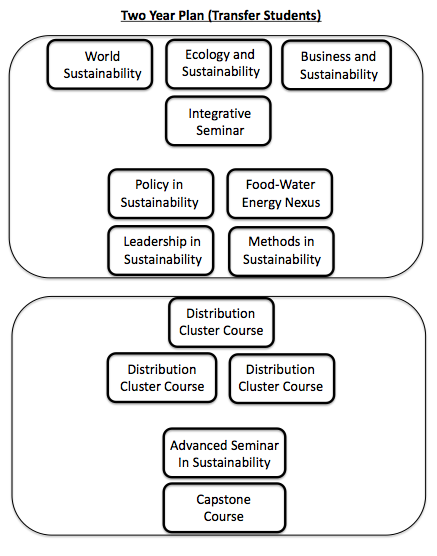 Two Year Plan (Transfer Students)
World
Sustainability
Ecology and
Sustainability
Business and
Sustainability
Integrative
Seminar
Policy in
Sustainability
Food-Water
Energy Nexus
Leadership in
Sustainability
Methods in
Sustainability
Distribution
Cluster Course
Distribution
Cluster Course
Distribution
Cluster Course
Advanced Seminar
In Sustainability
Capstone
Course